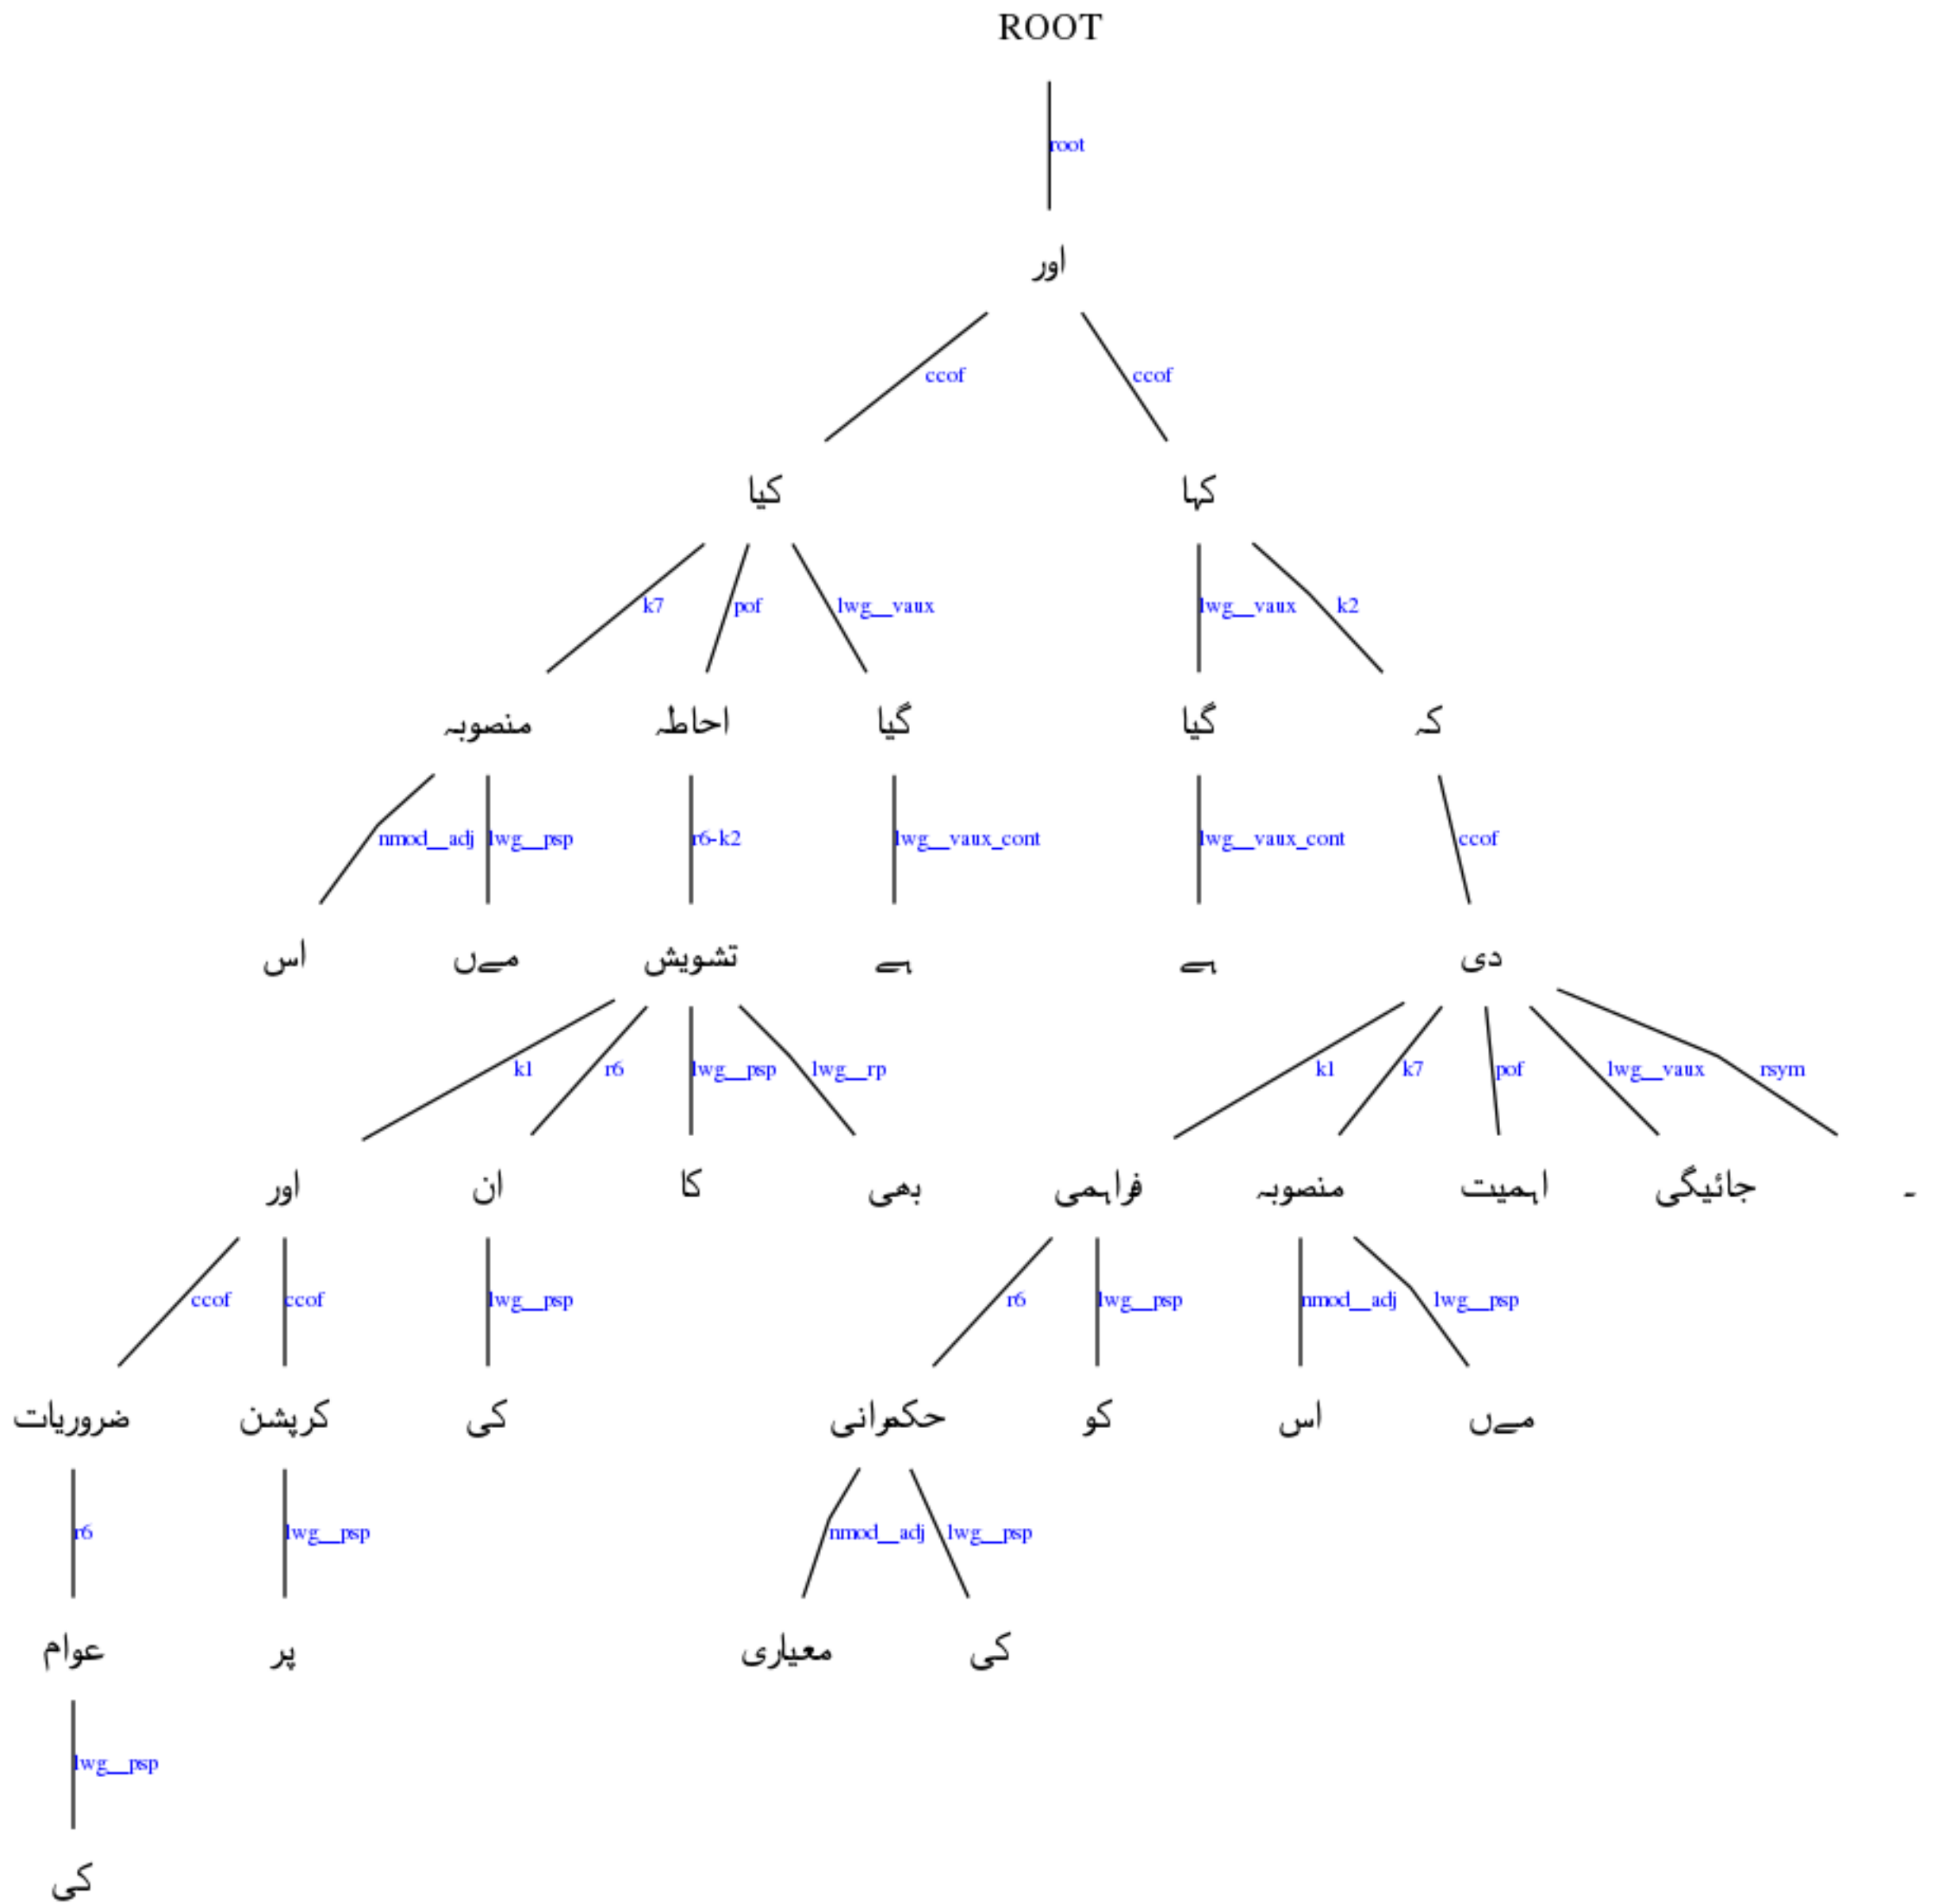 ROOT
root
اور
ccof ccof
کیا کہا
k7 pof lwg__vaux lwg__vaux k2
منصوبہ احاطہ گیا گیا کہ
nmod__adj lwg__psp r6-k2 lwg__vaux_cont lwg__vaux_cont ccof
اس مےں تشویش ہے ہے دی
k1 r6 lwg__psp lwg__rp k1 k7 pof lwg__vaux rsym
اور ان کا بھی فراہمی منصوبہ اہمیت جائیگی ۔
ccof ccof lwg__psp r6 lwg__psp nmod__adj lwg__psp
ضروریات کرپشن کی حکمرانی کو اس مےں
r6 lwg__psp nmod__adj lwg__psp
عوام پر معیاری کی
lwg__psp
کی